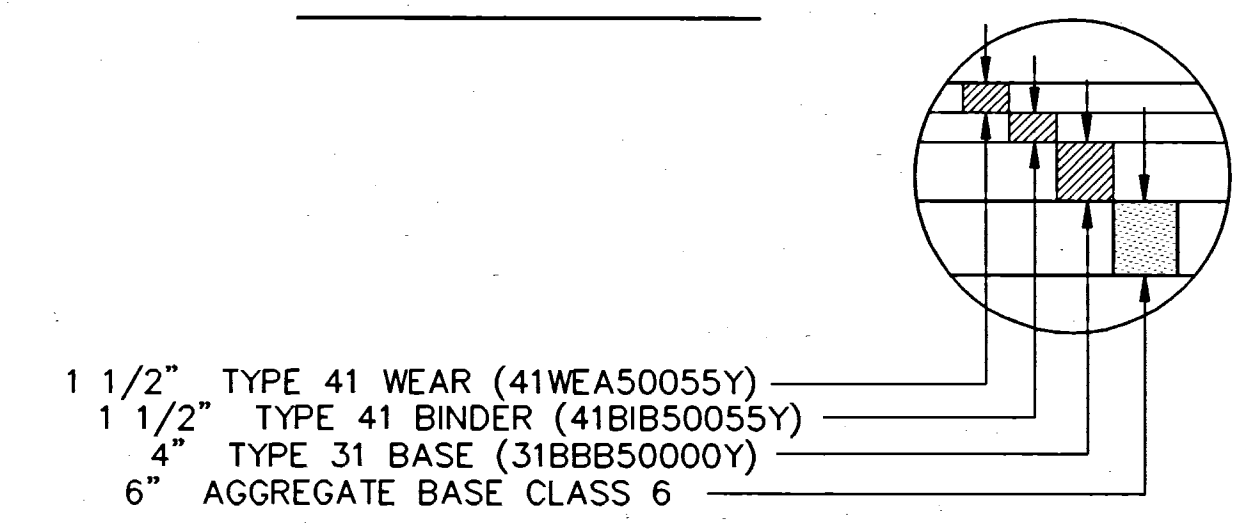 1 1/2" TYPE 41 WEAR (41WEA50055Y)
1 1/2" TYPE 41 BINDER (41BIB50055Y)
4" TYPE 31 BASE (31BBB50000Y)
6" AGGREGATE BASE CLASS 6